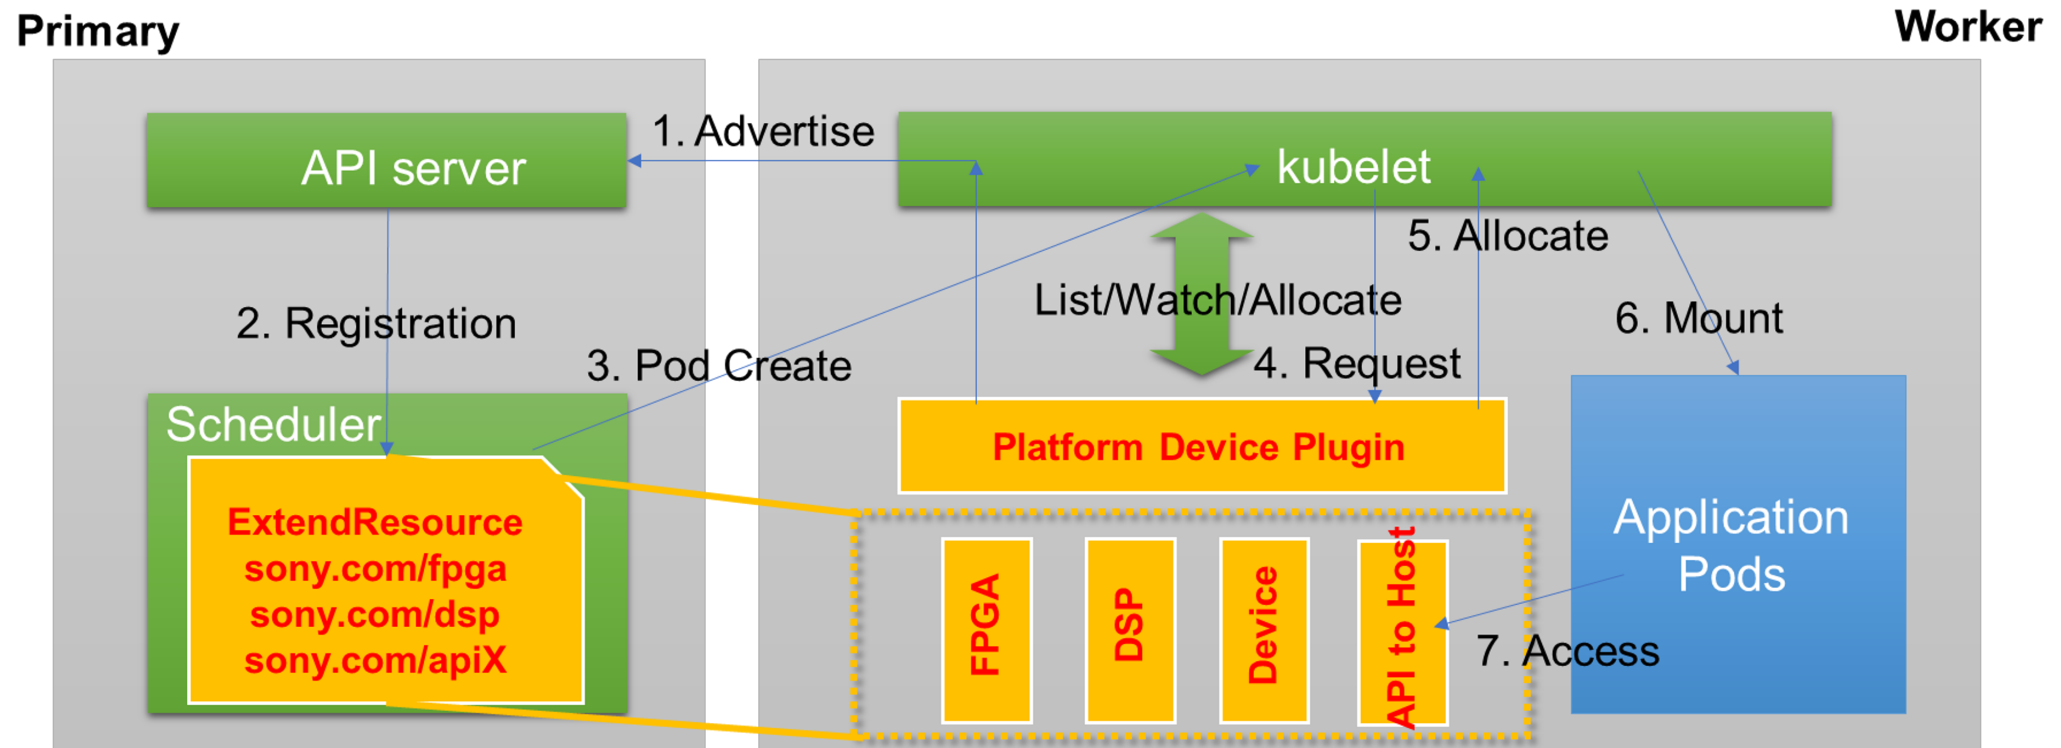 Primary
Worker
API server
1. Advertise
kubelet
5. Allocate
List/Watch/Allocate
2. Registration
3. Pod Create
4. Request
6. Mount
Scheduler
Platform Device Plugin
ExtendResource
sony.com/fpga
sony.com/dsp
sony.com/apiX
FPGA
DSP
Device
API to Host
Application
Pods
7. Access